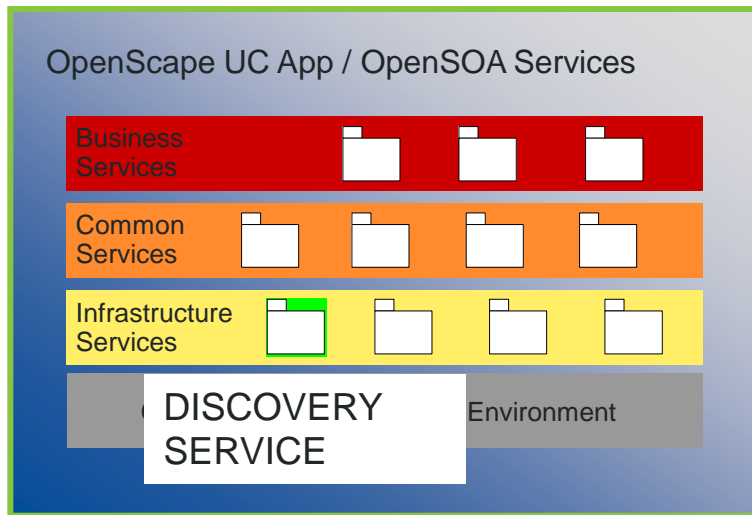 OpenScape UC App / OpenSOA Services
Business
Services
Common
Services
Infrastructure
Services
DISCOVERY
SERVICE
Environment